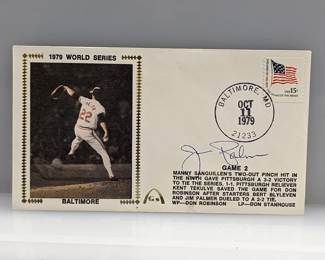 1979 WORLD SERIES
BALTIMORE
22
G S
BALTIMORE, MD
OCT
11
1979
21233
USA 15c
Jim Palmer
GAME 2
MANNY SANGUILLEN'S TWO-OUT PINCH HIT IN
THE NINTH GAVE PITTSBURGH A 3-2 VICTORY
TO TIE THE SERIES, 1-1. PITTSBURGH RELIEVER
KENT TEKULVE SAVED THE GAME FOR
DON ROBINSON AFTER STARTERS BERT BLYLEVEN
AND JIM PALMER DUELED TO A 2-2 TIE.
WP—DON ROBINSON LP—DON STANHOUSE